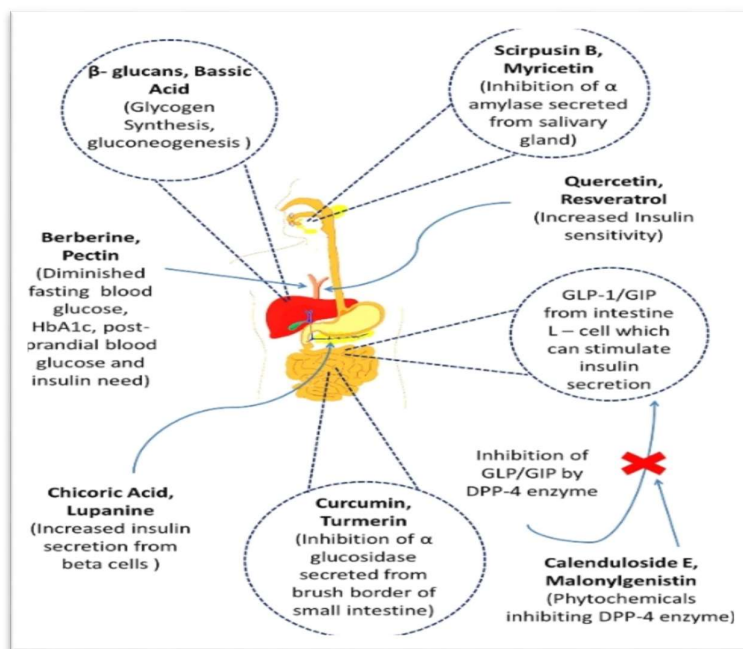 β- glucans, Bassic
Acid
(Glycogen
Synthesis,
gluconeogenesis )
Scirpusin B,
Myricetin
(Inhibition of α
amylase secreted
from salivary
gland)
Quercetin,
Resveratrol
(Increased Insulin
sensitivity)
Berberine,
Pectin
(Diminished
fasting blood
glucose,
HbA1c, post-
prandial blood
glucose and
insulin need)
GLP-1/GIP
from intestine
L – cell which
can stimulate
insulin
secretion
Inhibition of
GLP/GIP by
DPP-4 enzyme
Chicoric Acid,
Lupanine
(Increased insulin
secretion from
beta cells )
Curcumin,
Turmerin
(Inhibition of α
glucosidase
secreted from
brush border of
small intestine)
Calenduloside E,
Malonylgenistin
(Phytochemicals
inhibiting DPP-4 enzyme)